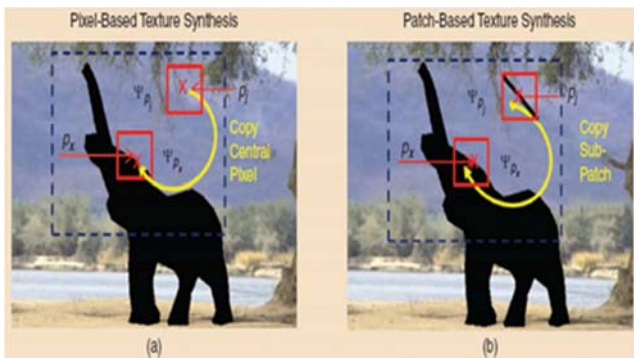 Pixel-Based Texture Synthesis
Ψpj
pj
px
Ψpx
Copy
Central
Pixel
(a)
Patch-Based Texture Synthesis
Ψpj
pj
px
Ψpx
Copy
Sub-
Patch
(b)